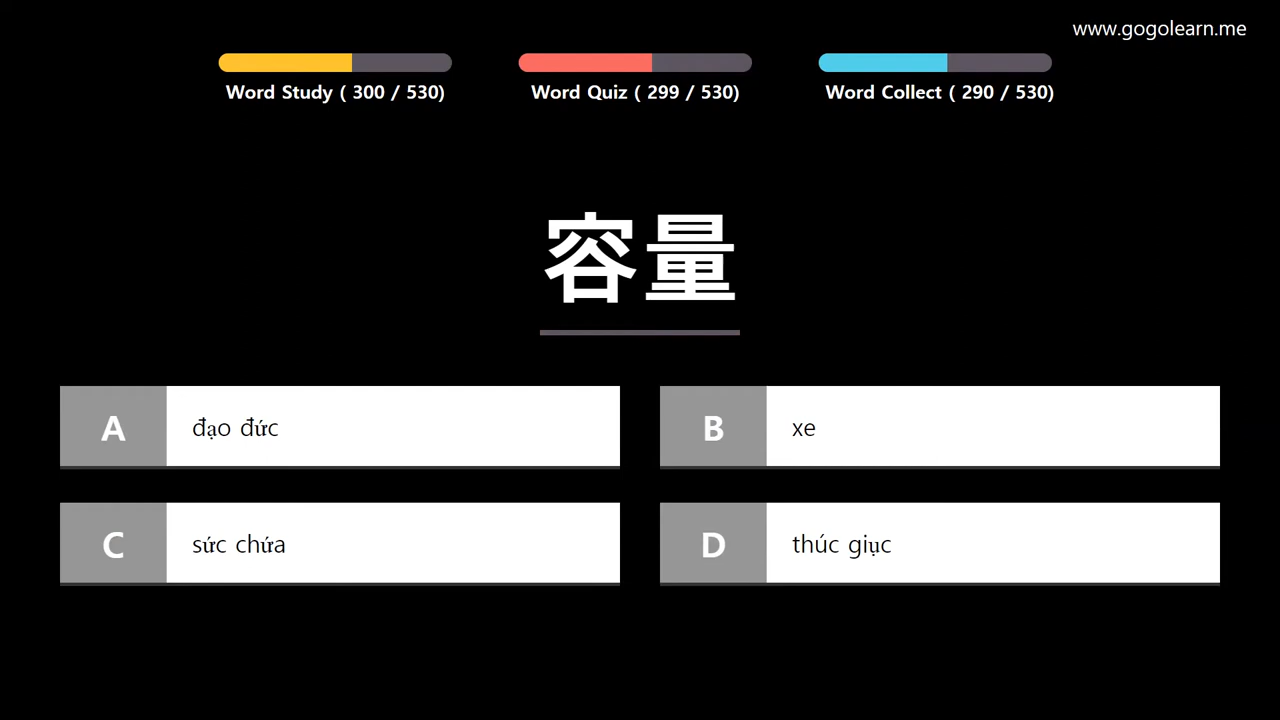 www.gogolearn.me
Word Study ( 300 / 530)
Word Quiz ( 299 / 530)
Word Collect ( 290 / 530)
容量
A đạo đức
B xe
C sức chứa
D thúc giục